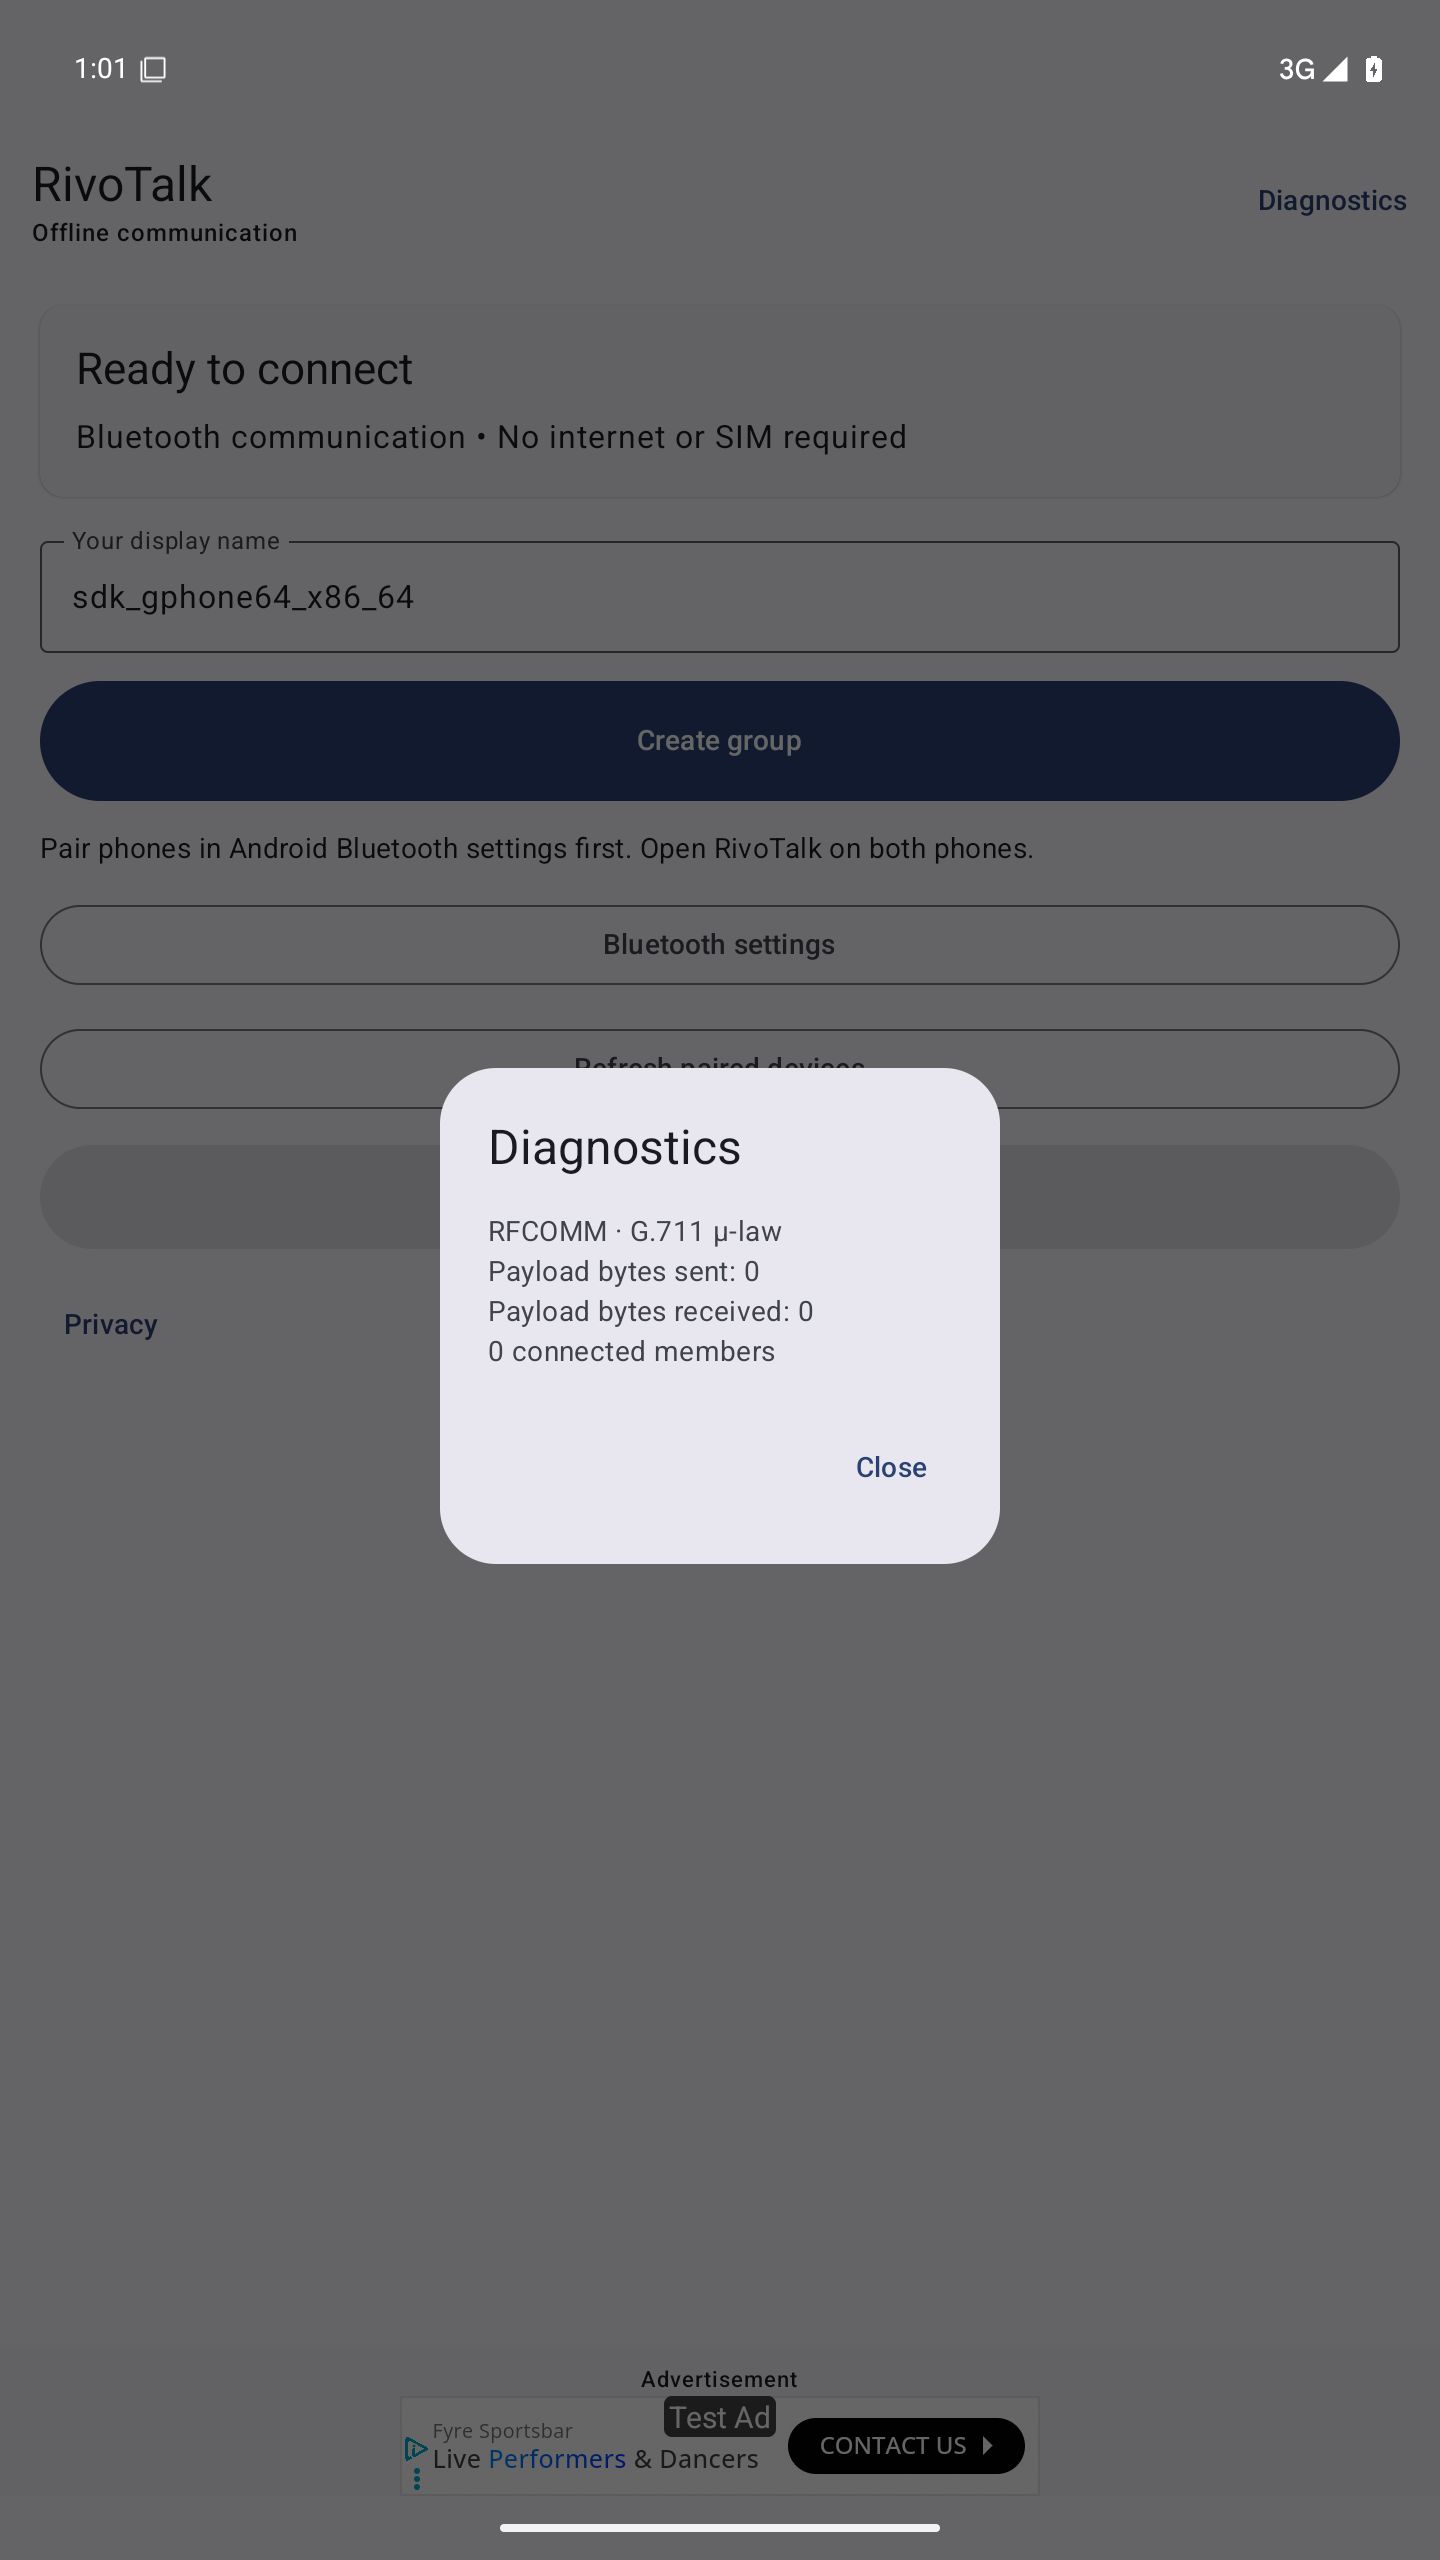 1:01
3G
RivoTalk
Offline communication
Diagnostics
Ready to connect
Bluetooth communication • No internet or SIM required
Your display name
sdk_gphone64_x86_64
Create group
Pair phones in Android Bluetooth settings first. Open RivoTalk on both phones.
Bluetooth settings
Refresh paired devices
Diagnostics
RFCOMM · G.711 µ-law
Payload bytes sent: 0
Payload bytes received: 0
0 connected members
Close
Privacy
Advertisement
Test Ad
Fyre Sportsbar
Live Performers & Dancers
CONTACT US